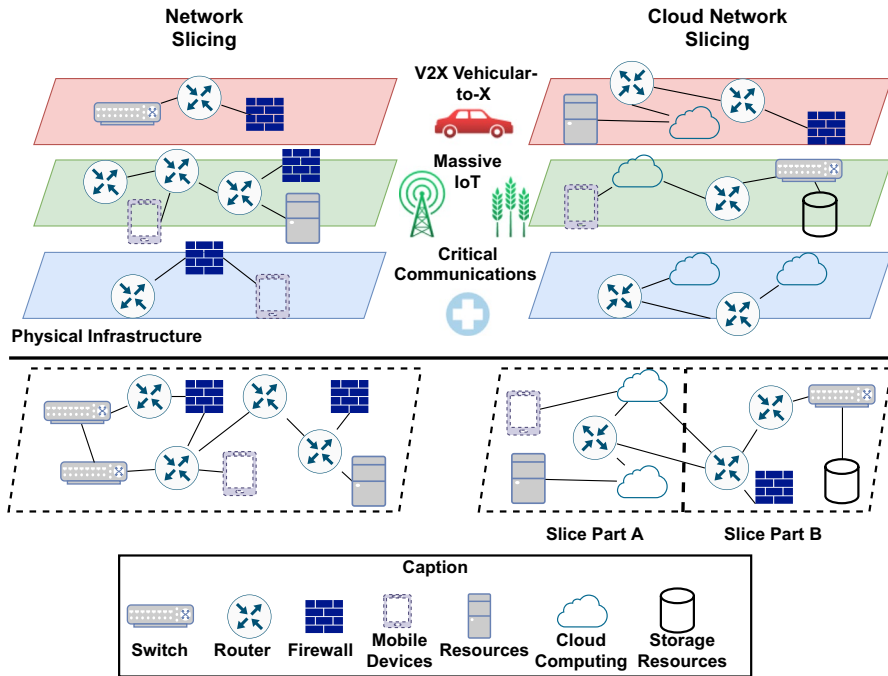 Network
Slicing
Cloud Network
Slicing
V2X Vehicular-
to-X
Massive
IoT
Critical
Communications
Physical Infrastructure
Slice Part A
Slice Part B
Caption
Switch
Router
Firewall
Mobile
Devices
Resources
Cloud
Computing
Storage
Resources